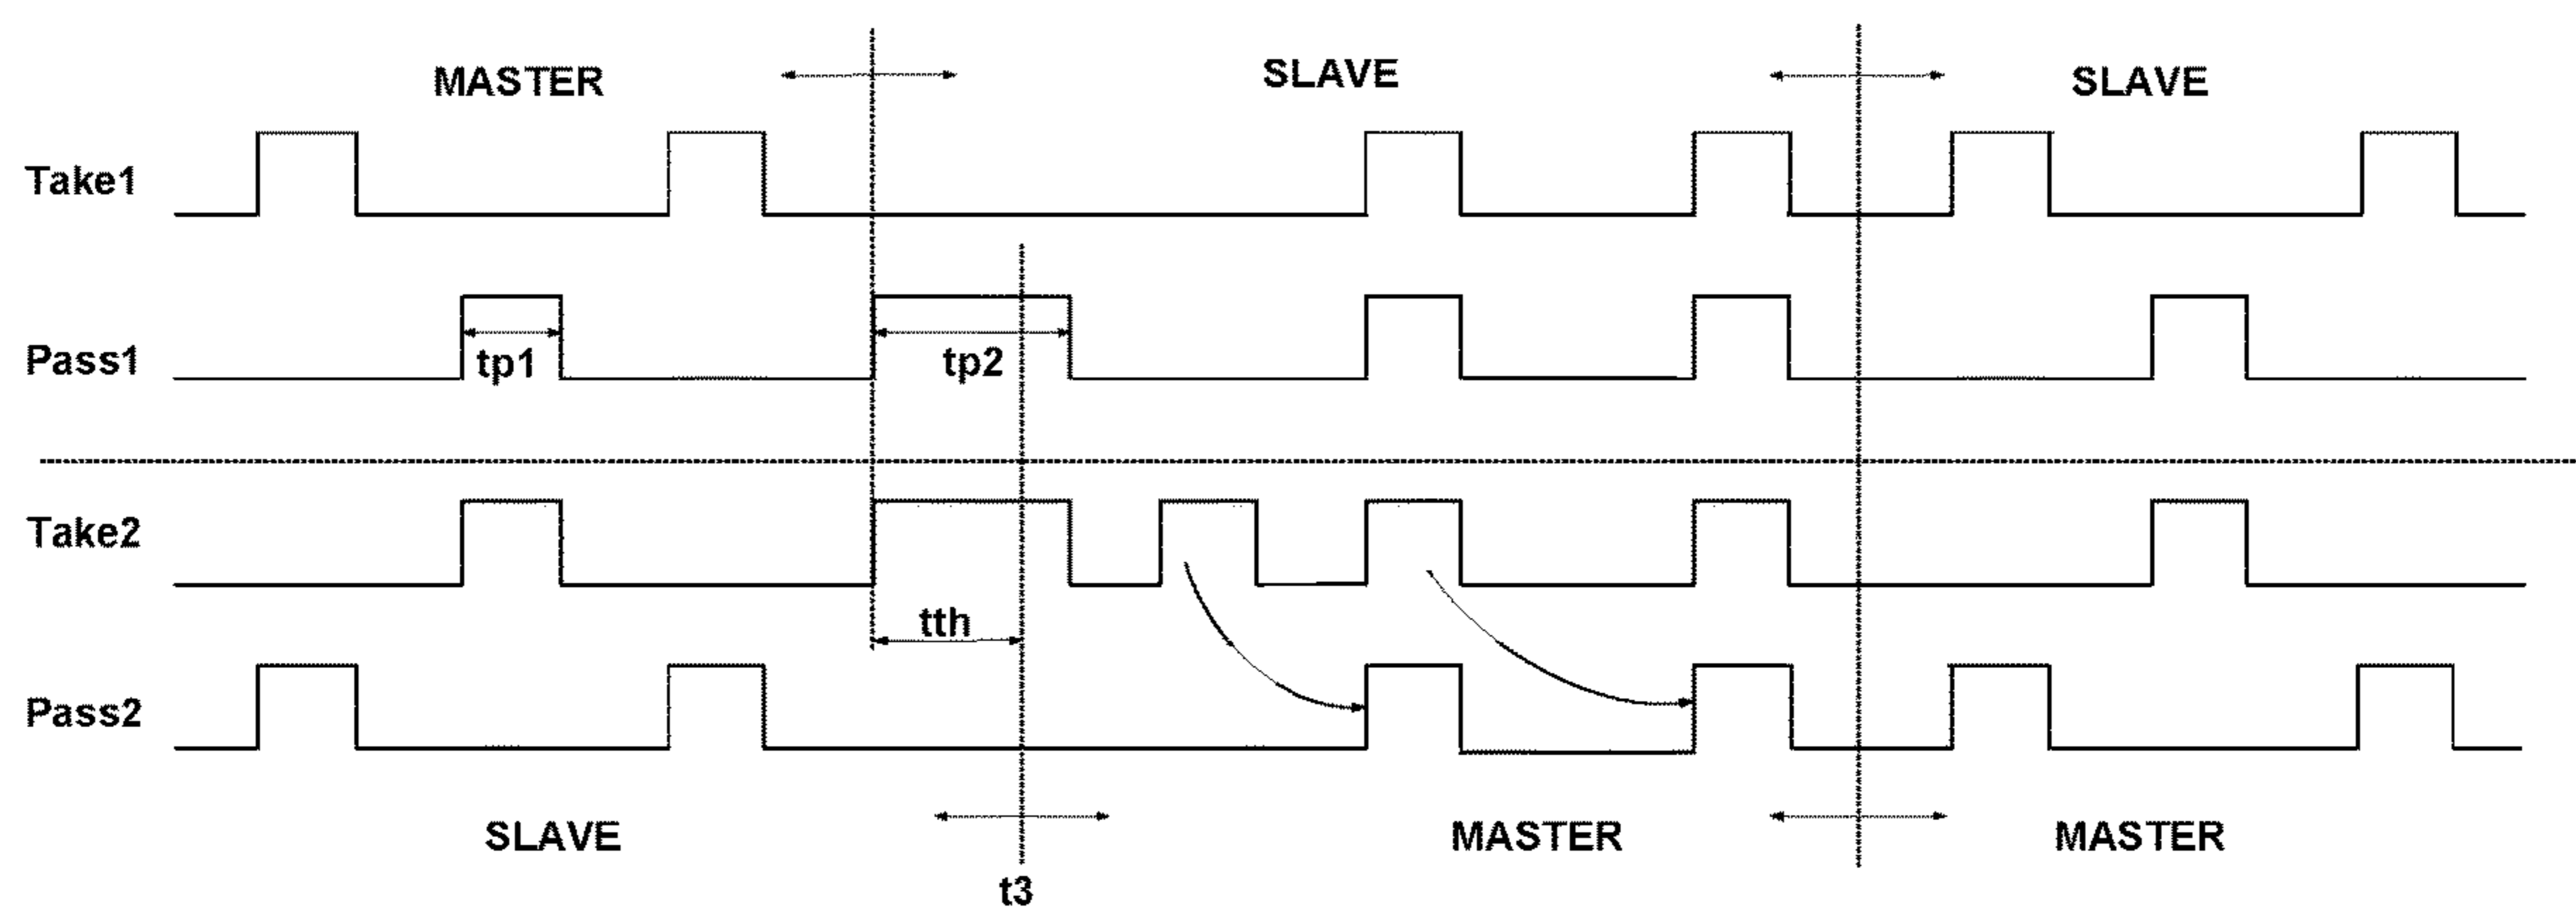 MASTER SLAVE SLAVE
Take1
Pass1 tp1 tp2
Take2
tth
Pass2
SLAVE MASTER MASTER
t3